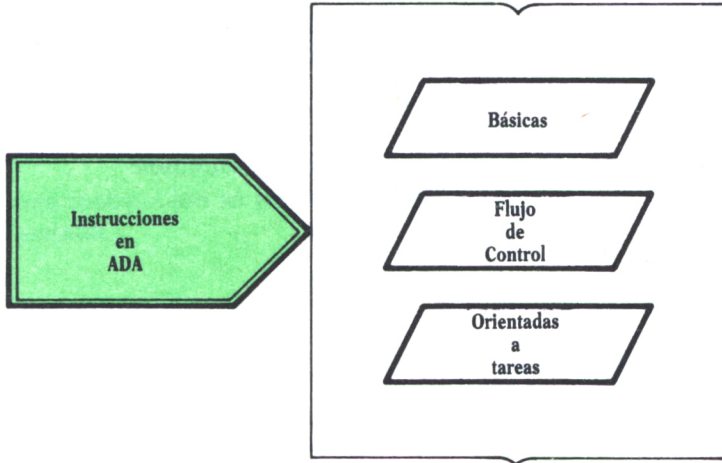 Instrucciones
en
ADA
Básicas
Flujo
de
Control
Orientadas
a
tareas